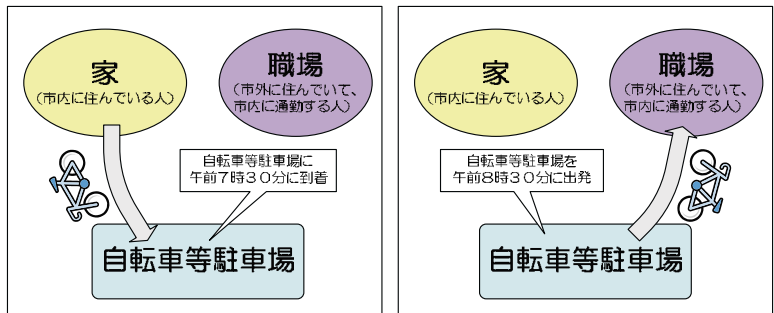 家
（市内に住んでいる人）
職場
（市外に住んでいて、
市内に通勤する人）
自転車等駐車場に
午前７時３０分に到着
自転車等駐車場
家
（市内に住んでいる人）
職場
（市外に住んでいて、
市内に通勤する人）
自転車等駐車場を
午前８時３０分に出発
自転車等駐車場